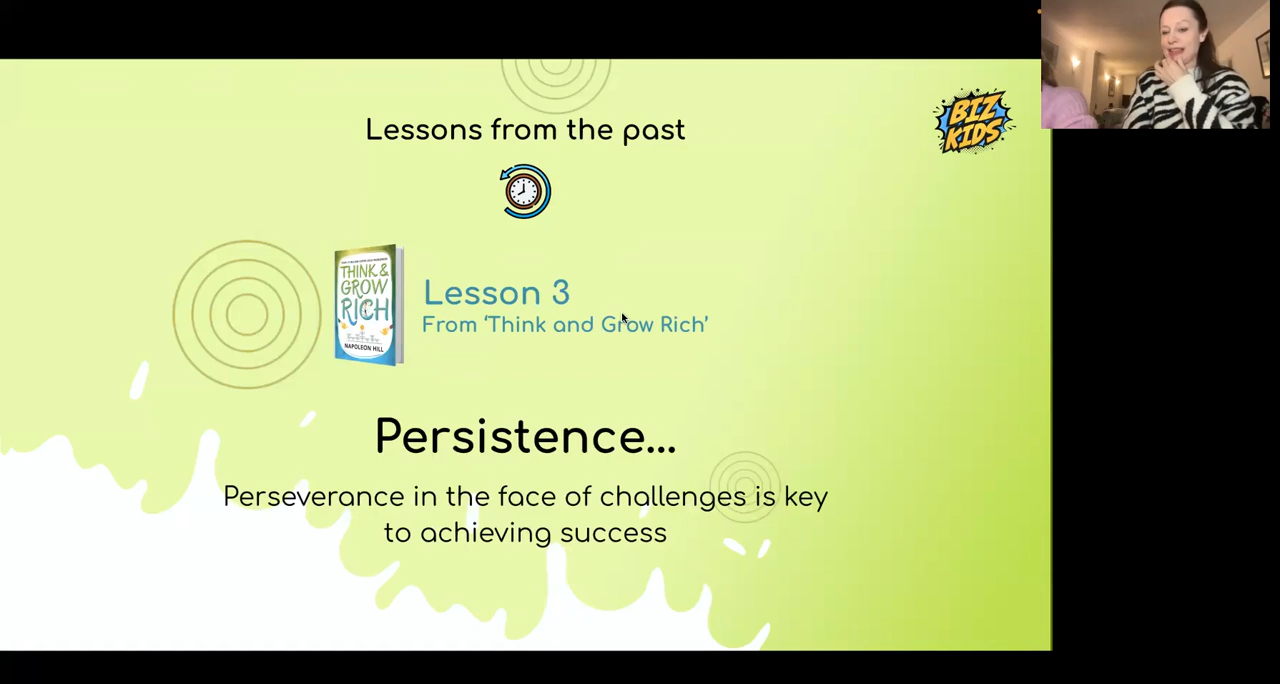 Lessons from the past
BIZ
KIDS
THINK &
GROW
RICH
NAPOLEON HILL
Lesson 3
From ‘Think and Grow Rich’
Persistence...
Perseverance in the face of challenges is key
to achieving success